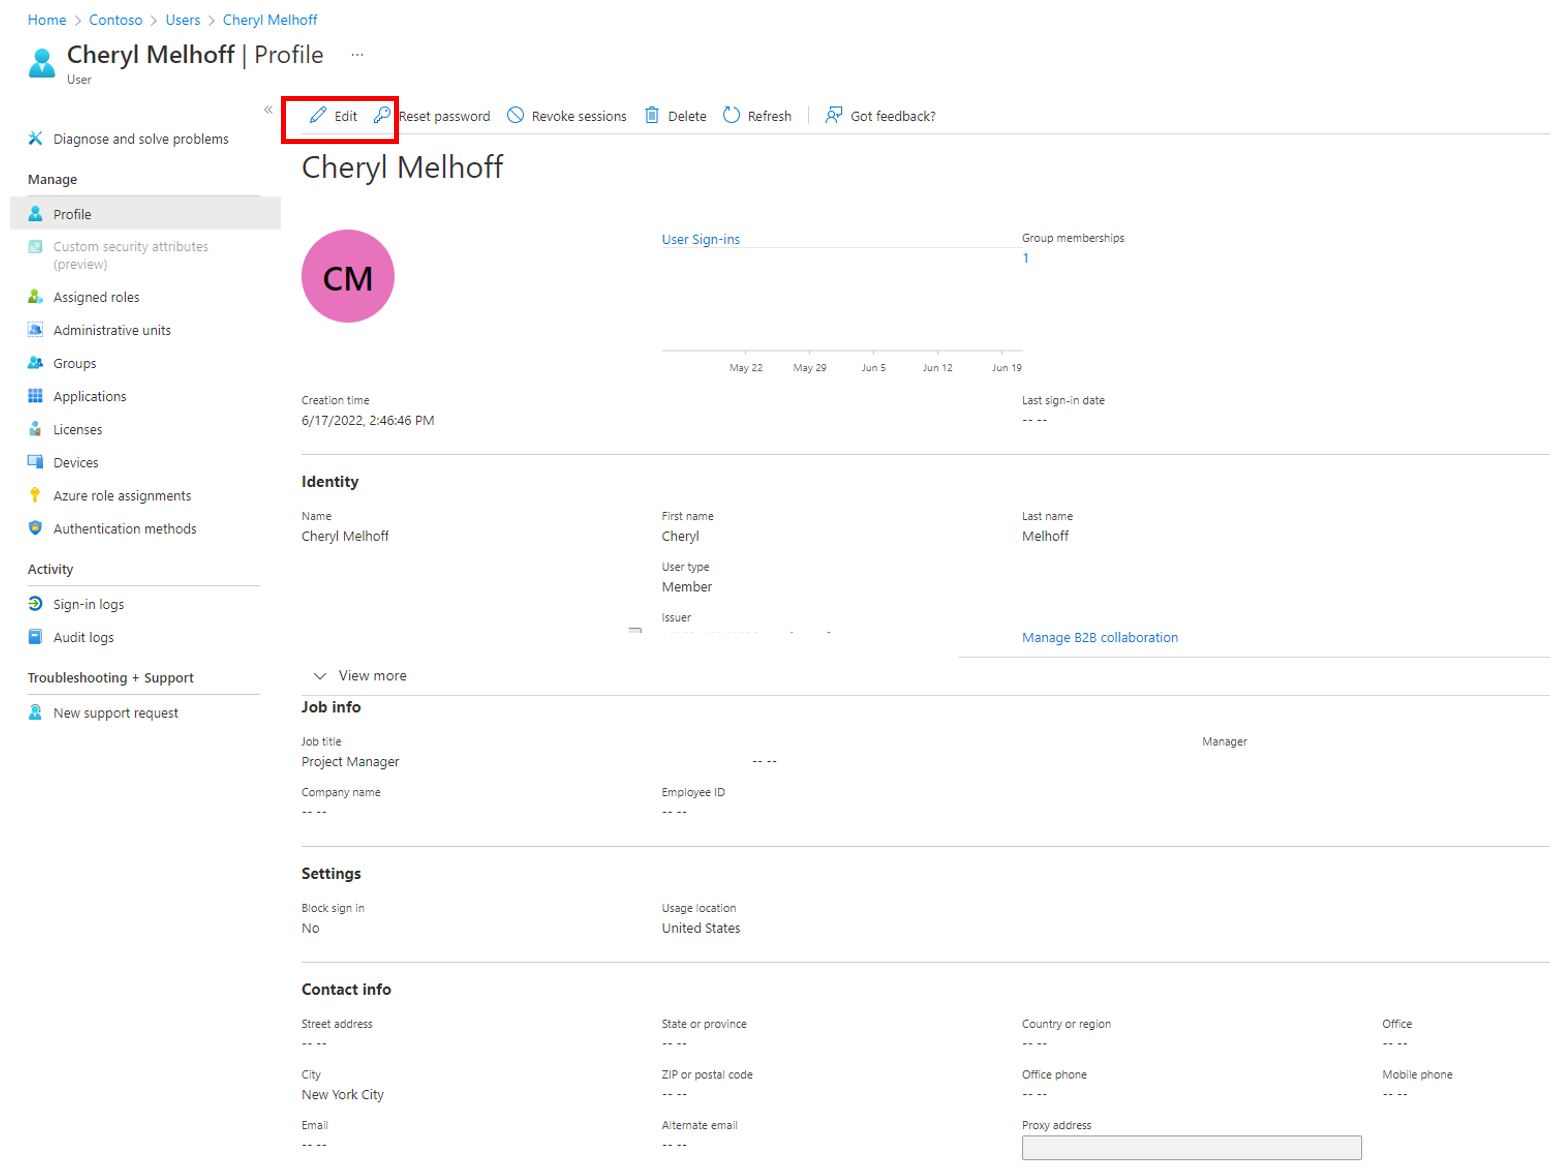 Home > Contoso > Users > Cheryl Melhoff
Cheryl Melhoff | Profile ...
User
«
Edit Reset password Revoke sessions Delete Refresh Got feedback?
Diagnose and solve problems
Manage
Profile
Custom security attributes
(preview)
Assigned roles
Administrative units
Groups
Applications
Licenses
Devices
Azure role assignments
Authentication methods
Activity
Sign-in logs
Audit logs
Troubleshooting + Support
New support request
Cheryl Melhoff
CM
User Sign-ins
Group memberships
1
May 22 May 29 Jun 5 Jun 12 Jun 19
Creation time Last sign-in date
6/17/2022, 2:46:46 PM -- --
Identity
Name First name Last name
Cheryl Melhoff Cheryl Melhoff
User type
Member
Issuer
Manage B2B collaboration
View more
Job info
Job title Manager
Project Manager -- --
Company name Employee ID
-- -- -- --
Settings
Block sign in Usage location
No United States
Contact info
Street address State or province Country or region Office
-- -- -- -- -- -- -- --
City ZIP or postal code Office phone Mobile phone
New York City -- -- -- -- -- --
Email Alternate email Proxy address
-- -- -- --